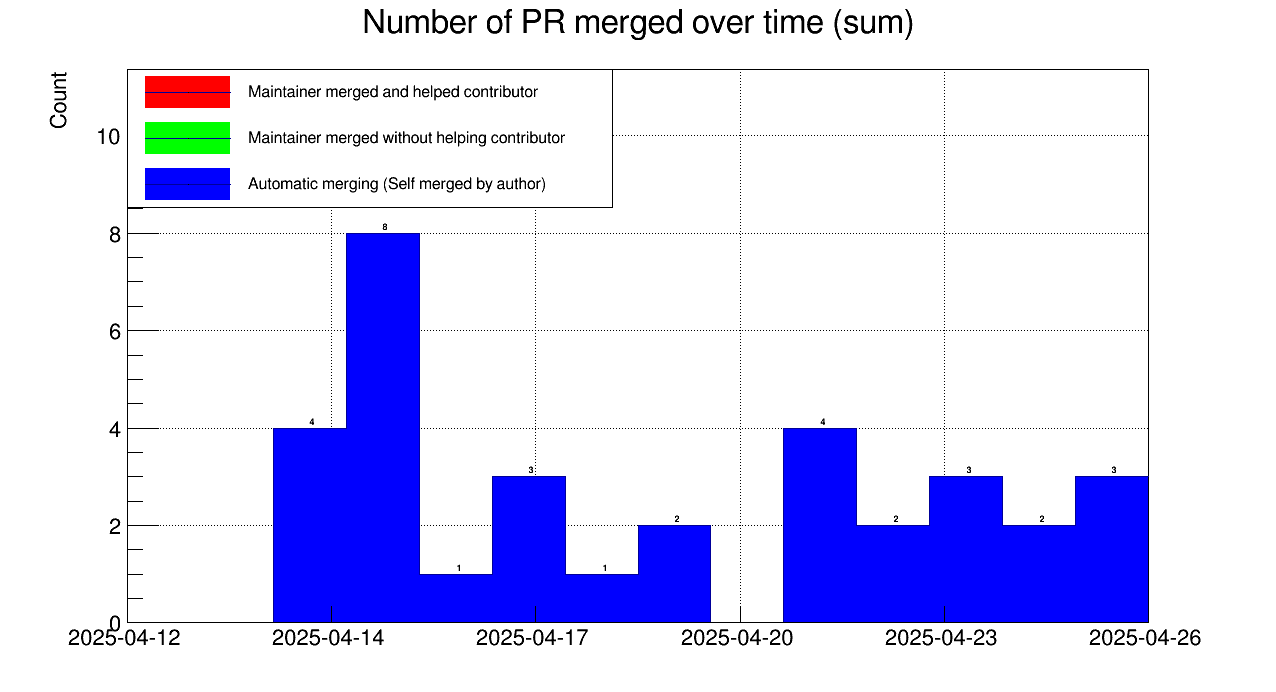 Number of PR merged over time (sum)
Count
Maintainer merged and helped contributor
Maintainer merged without helping contributor
Automatic merging (Self merged by author)
10
8
6
4
2
0
8
4
4
3
3
3
2
2
2
1
1
2025-04-12 2025-04-14 2025-04-17 2025-04-20 2025-04-23 2025-04-26